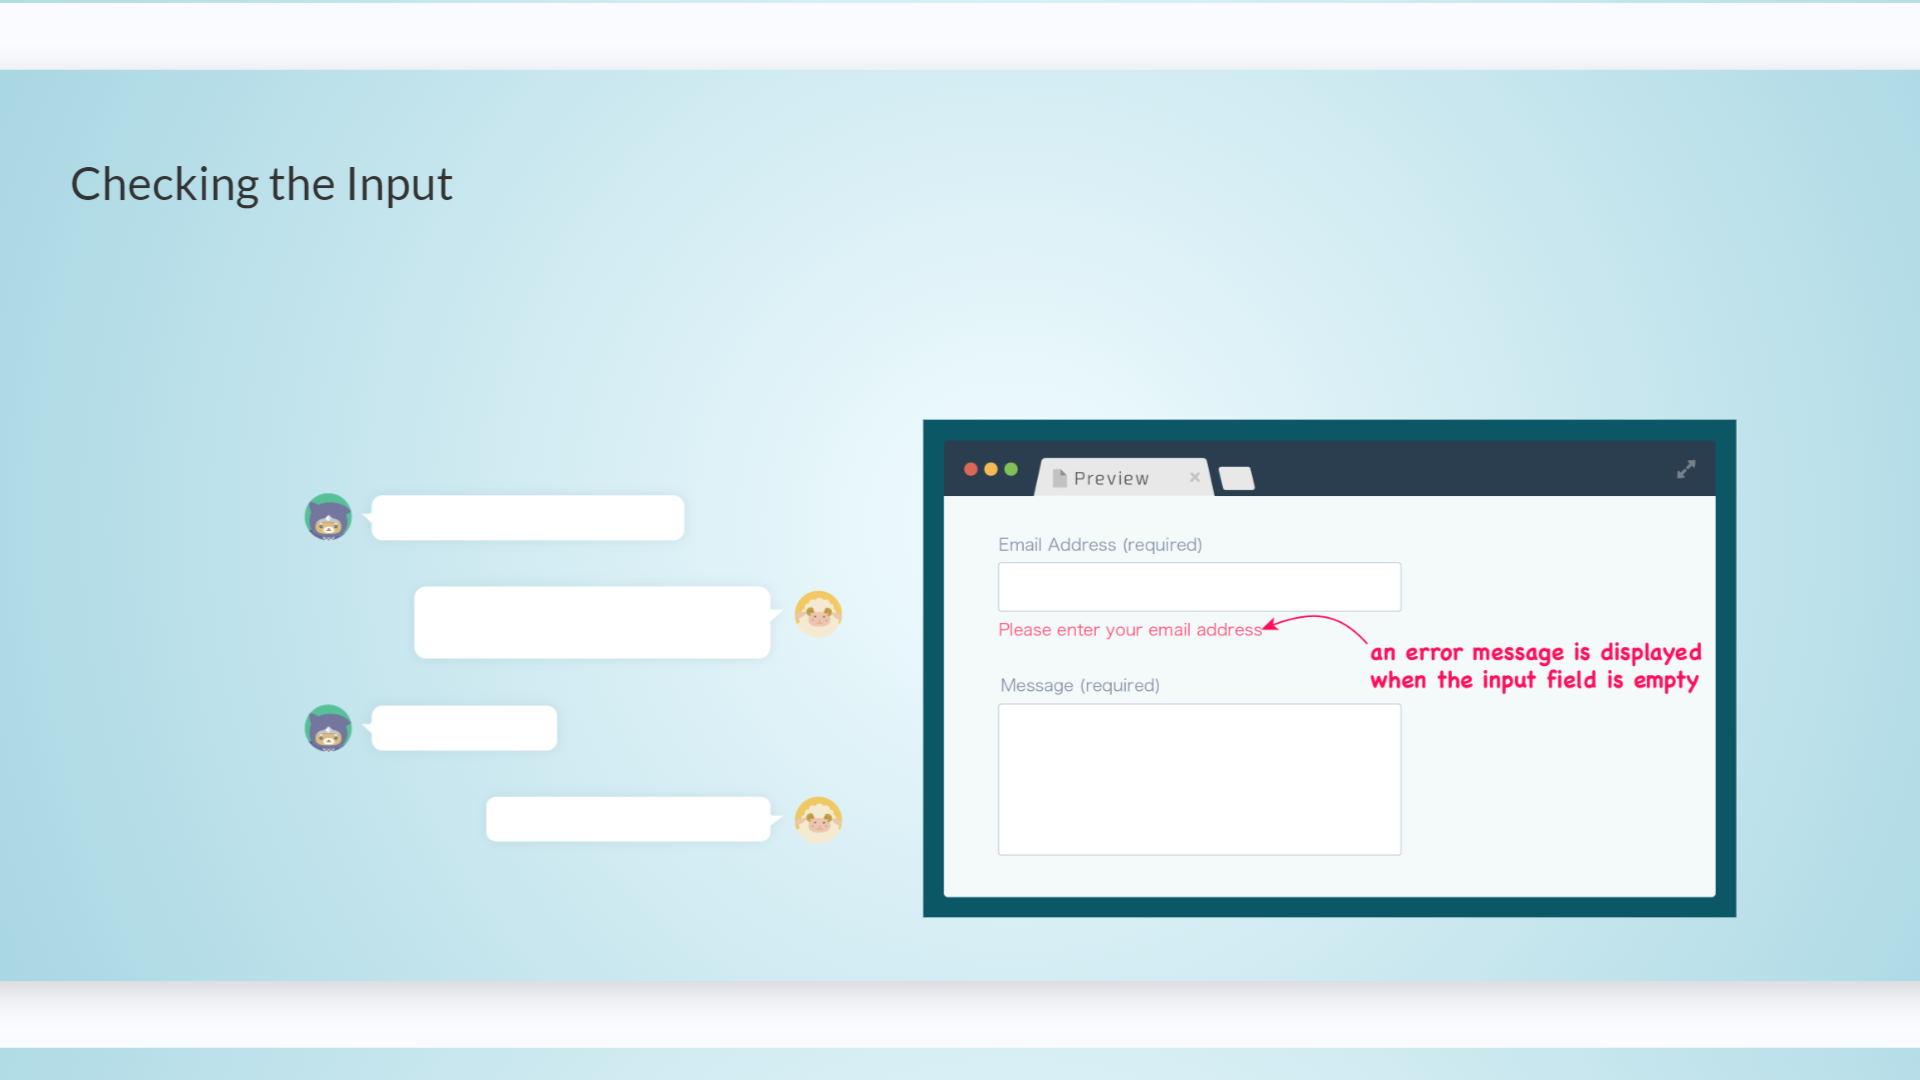 Checking the Input
Preview
Email Address (required)
Please enter your email address
an error message is displayed
when the input field is empty
Message (required)